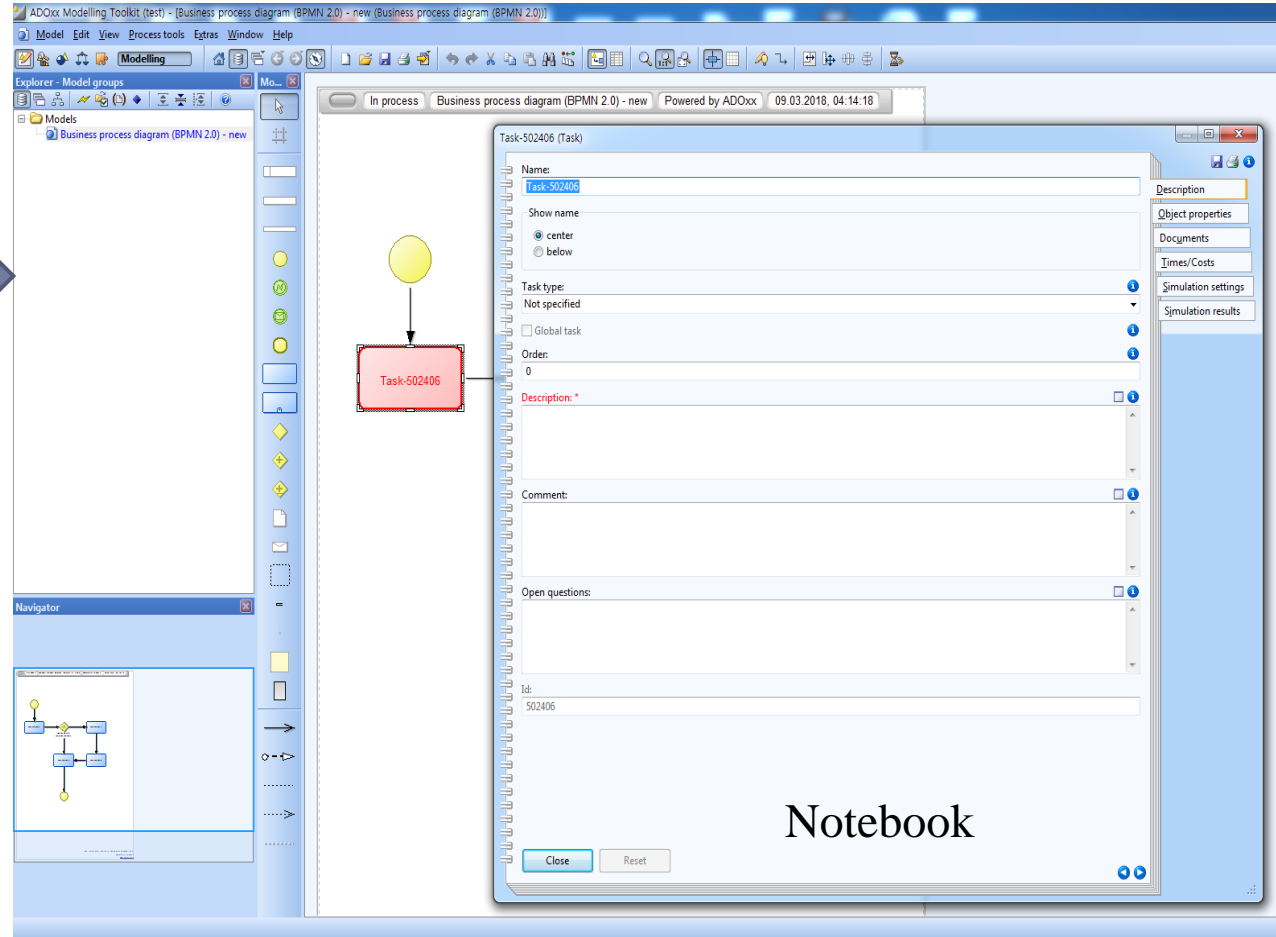 ADOxx Modelling Toolkit (test) - [Business process diagram (BPMN 2.0) - new (Business process diagram (BPMN 2.0))]
Model Edit View Process tools Extras Window Help
Modelling
Explorer - Model groups
Mo...
Models
Business process diagram (BPMN 2.0) - new
In process Business process diagram (BPMN 2.0) - new Powered by ADOxx 09.03.2018, 04:14:18
Task-502406
Task-502406 (Task)
Name:
Task-502406
Show name
center
below
Task type:
Not specified
Global task
Order:
0
Description: *
Comment:
Open questions:
Id:
502406
Notebook
Close Reset
Description
Object properties
Documents
Times/Costs
Simulation settings
Simulation results
Navigator